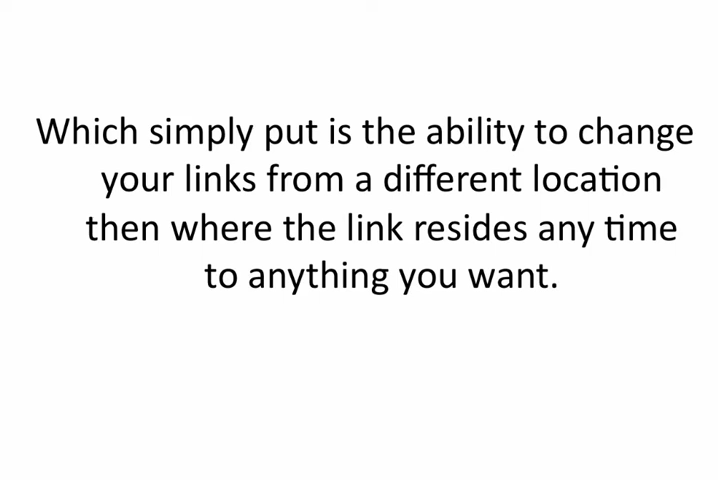 Which simply put is the ability to change
your links from a different location
then where the link resides any time
to anything you want.